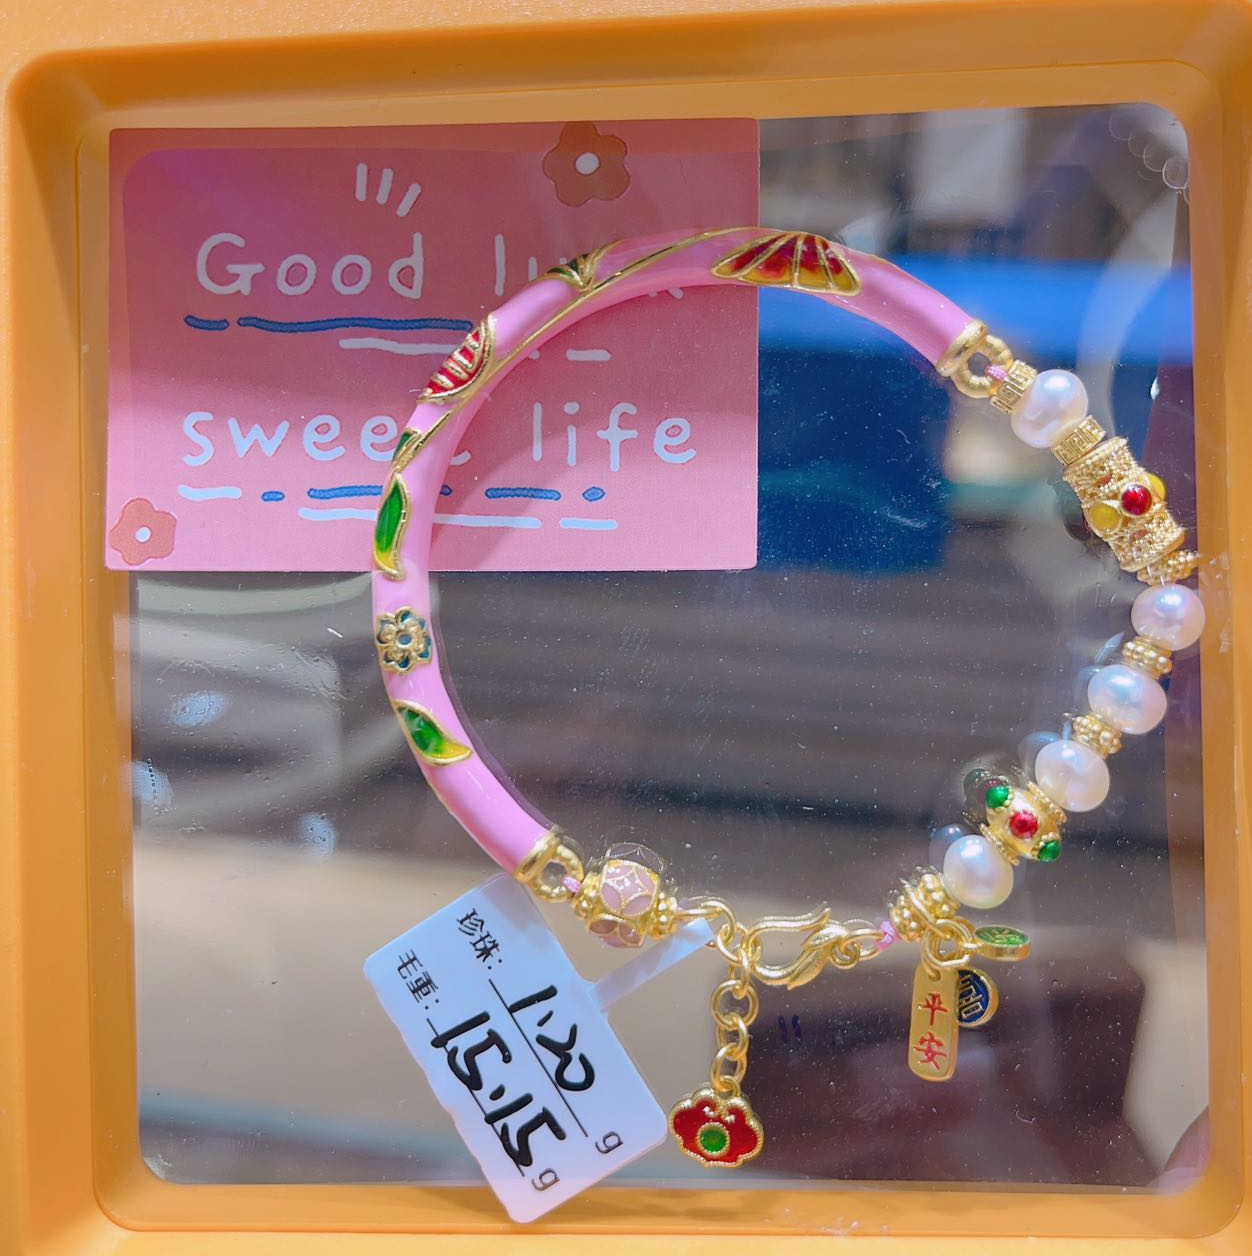 Good
sweet life
珍珠: 1.20 g
毛重: 15.15 g
平
安